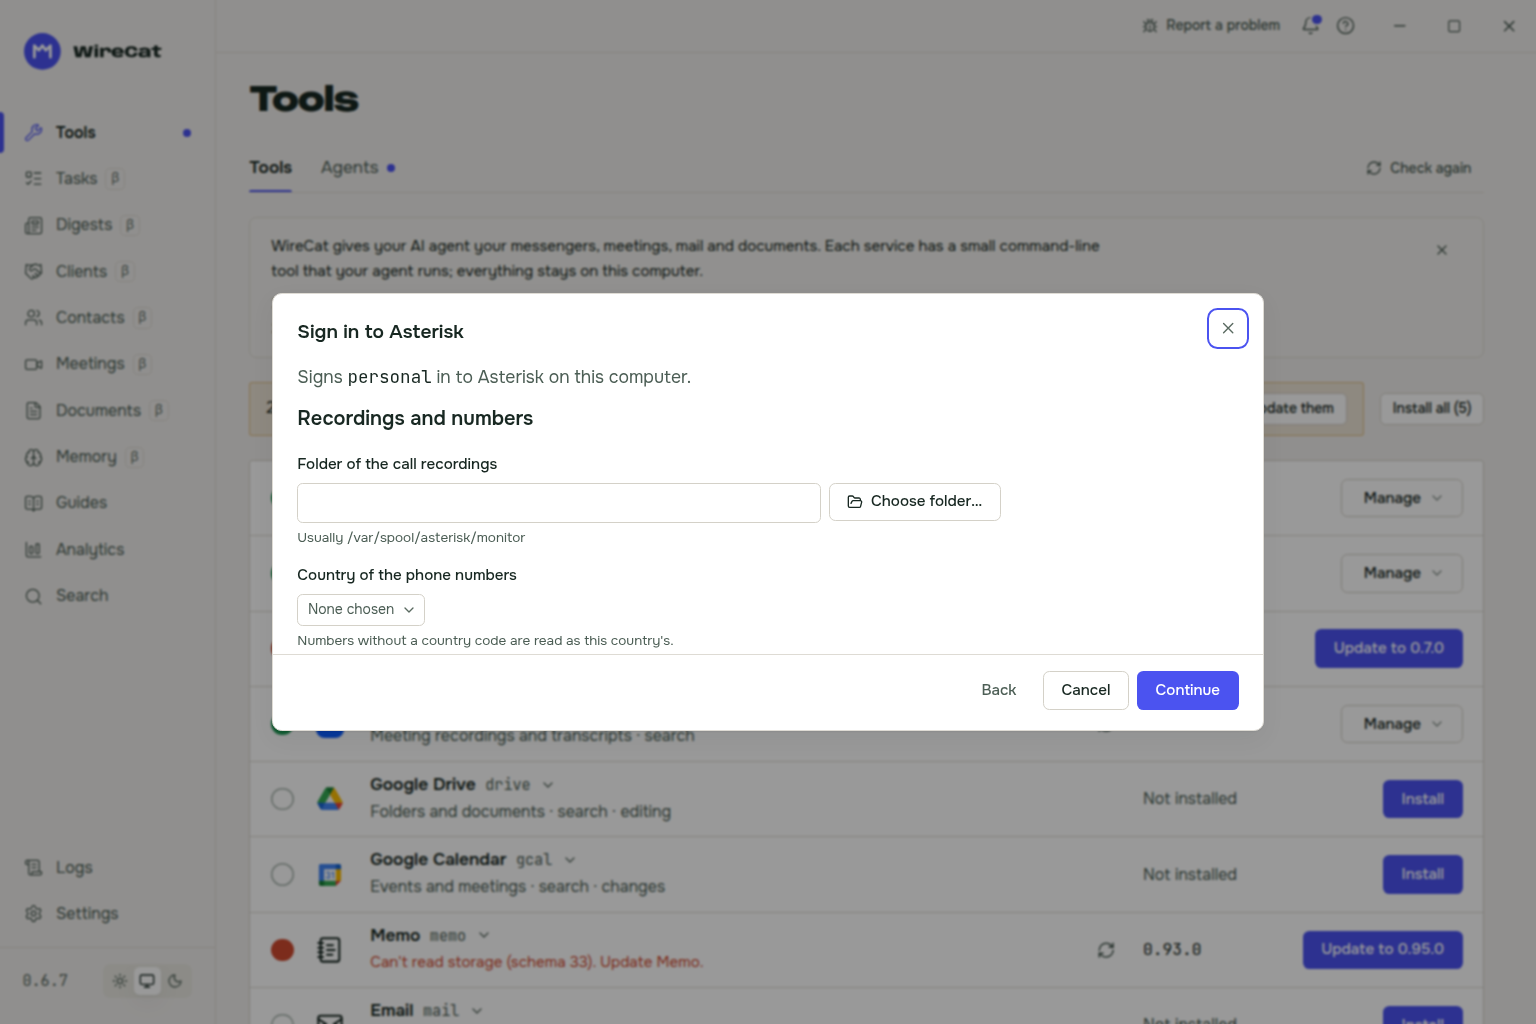 WireCat
Report a problem
Tools
Tasks β
Digests β
Clients β
Contacts β
Meetings β
Documents β
Memory β
Guides
Analytics
Search
Logs
Settings
0.6.7
Tools
Tools
Agents
Check again
WireCat gives your AI agent your messengers, meetings, mail and documents. Each service has a small command-line
tool that your agent runs; everything stays on this computer.
Install all (5)
Sign in to Asterisk
Signs personal in to Asterisk on this computer.
Recordings and numbers
Folder of the call recordings
Choose folder…
Usually /var/spool/asterisk/monitor
Country of the phone numbers
None chosen
Numbers without a country code are read as this country's.
Back
Cancel
Continue
Manage
Manage
Update to 0.7.0
Manage
Meeting recordings and transcripts · search
Google Drive drive
Folders and documents · search · editing
Not installed
Install
Google Calendar gcal
Events and meetings · search · changes
Not installed
Install
Memo memo
Can't read storage (schema 33). Update Memo.
0.93.0
Update to 0.95.0
Email mail
Not installed
Install